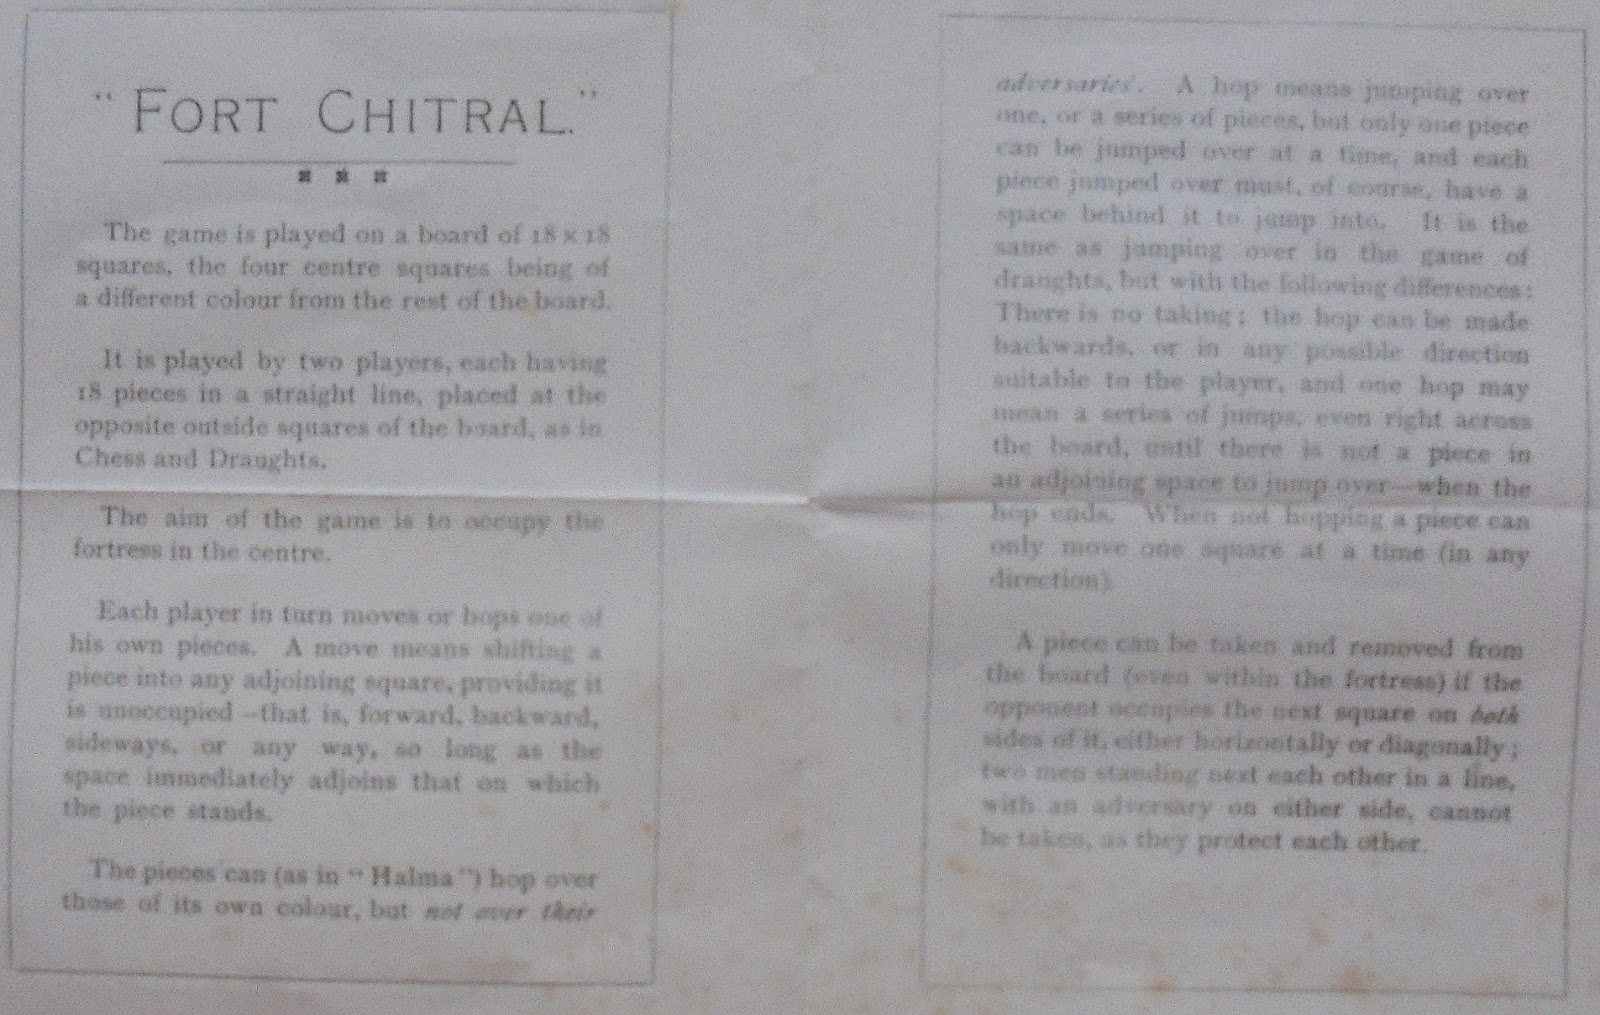 " FORT CHITRAL. "
The game is played on a board of 18 × 18
squares, the four centre squares being of
a different colour from the rest of the board.
It is played by two players, each having
18 pieces in a straight line, placed at the
opposite outside squares of the board, as in
Chess and Draughts.
The aim of the game is to occupy the
fortress in the centre.
Each player in turn moves or hops one of
his own pieces. A move means shifting a
piece into any adjoining square, providing it
is unoccupied—that is, forward, backward,
sideways, or any way, so long as the
space immediately adjoins that on which
the piece stands.
The pieces can (as in " Halma ") hop over
those of its own colour, but not over their
adversaries'. A hop means jumping over
one, or a series of pieces, but only one piece
can be jumped over at a time, and each
piece jumped over must, of course, have a
space behind it to jump into. It is the
same as jumping over in the game of
draughts, but with the following differences:
There is no taking; the hop can be made
backwards, or in any possible direction
suitable to the player, and one hop may
mean a series of jumps, even right across
the board, until there is not a piece in
an adjoining space to jump over—when the
hop ends. When not hopping a piece can
only move one square at a time (in any
direction).
A piece can be taken and removed from
the board (even within the fortress) if the
opponent occupies the next square on both
sides of it, either horizontally or diagonally;
two men standing next each other in a line,
with an adversary on either side, cannot
be taken, as they protect each other.